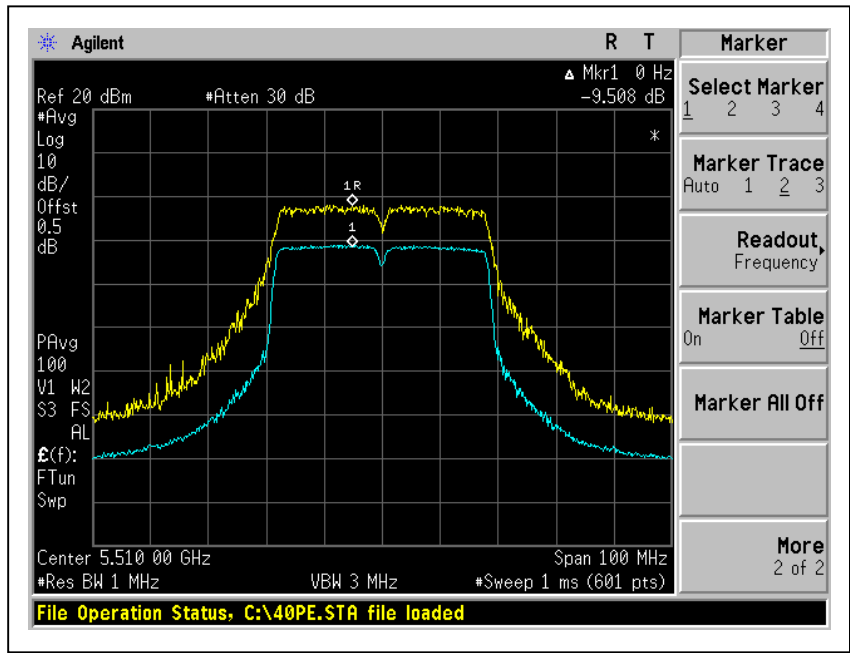 Agilent R T Marker
Δ Mkr1 0 Hz
Ref 20 dBm #Atten 30 dB -9.508 dB
#Avg
Log
10
dB/
Offst
0.5
dB
*
1R
1
PAvg
100
V1 W2
S3 FS
AL
£(f):
FTun
Swp
Center 5.510 00 GHz Span 100 MHz
#Res BW 1 MHz VBW 3 MHz #Sweep 1 ms (601 pts)
File Operation Status, C:\40PE.STA file loaded
Select Marker
1 2 3 4
Marker Trace
Auto 1 2 3
Readout
Frequency
Marker Table
On Off
Marker All Off
More
2 of 2